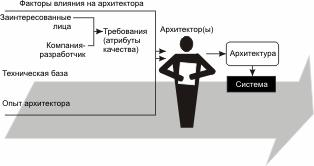 Факторы влияния на архитектора
Заинтересованные
лица
Компания-
разработчик
Требования
(атрибуты
качества)
Техническая база
Опыт архитектора
Архитектор(ы)
Архитектура
Система